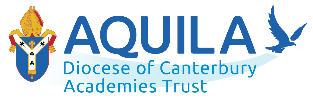 AQUILA
Diocese of Canterbury
Academies Trust